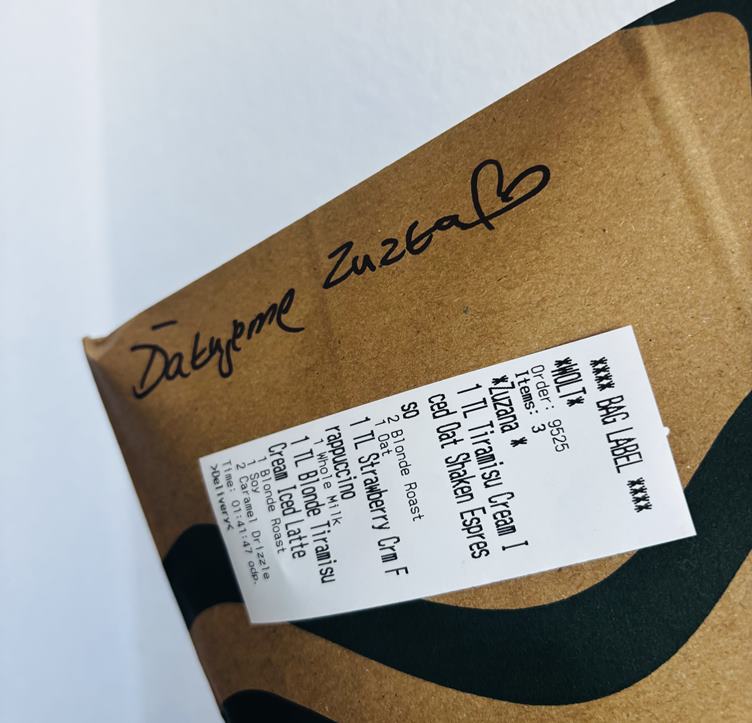 Ďakujeme Zuzka
**** BAG LABEL ****
*WOLT*
Order: 9525
Items: 3
*Zuzana *
1 TL Tiramisu Cream I
ced Oat Shaken Espres
so
2 Blonde Roast
1 Oat
1 TL Strawberry Crm F
rappuccino
1 Whole Milk
1 TL Blonde Tiramisu
Cream Iced Latte
1 Blonde Roast
1 Soy
2 Caramel Drizzle
Time: 01:41:47 odp.
>Delivery<